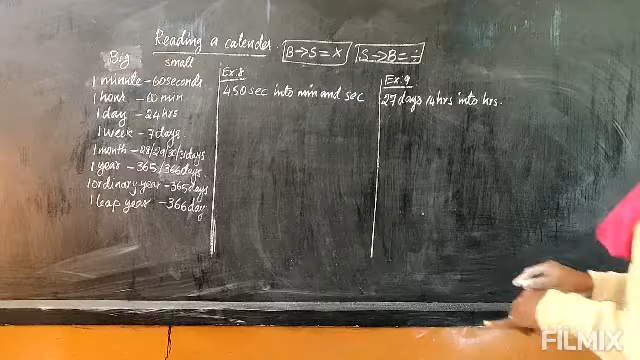 Reading a calender.
B→S=× S→B=÷
Big small
1 minute - 60 seconds
1 hour - 60 min
1 day - 24 hrs
1 week - 7 days
1 month - 28/29/30/31 days
1 year - 365/366 days
1 ordinary year - 365 days
1 leap year - 366 days
Ex:8
450 sec into min and sec
Ex:9
27 days 14 hrs into hrs.
FILMIX